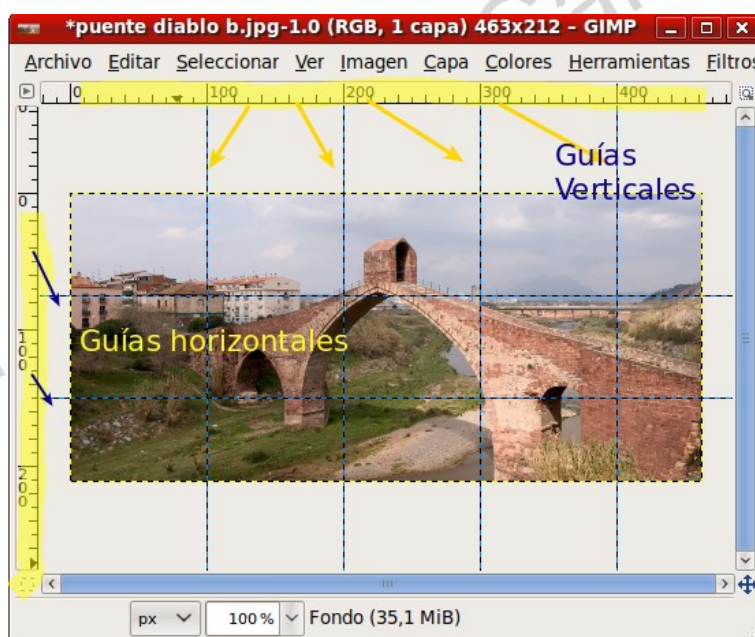 *puente diablo b.jpg-1.0 (RGB, 1 capa) 463x212 – GIMP
Archivo Editar Seleccionar Ver Imagen Capa Colores Herramientas Filtros
0 100 200 300 400
Guías
Verticales
0
Guías horizontales
100
200
px 100 % Fondo (35,1 MiB)